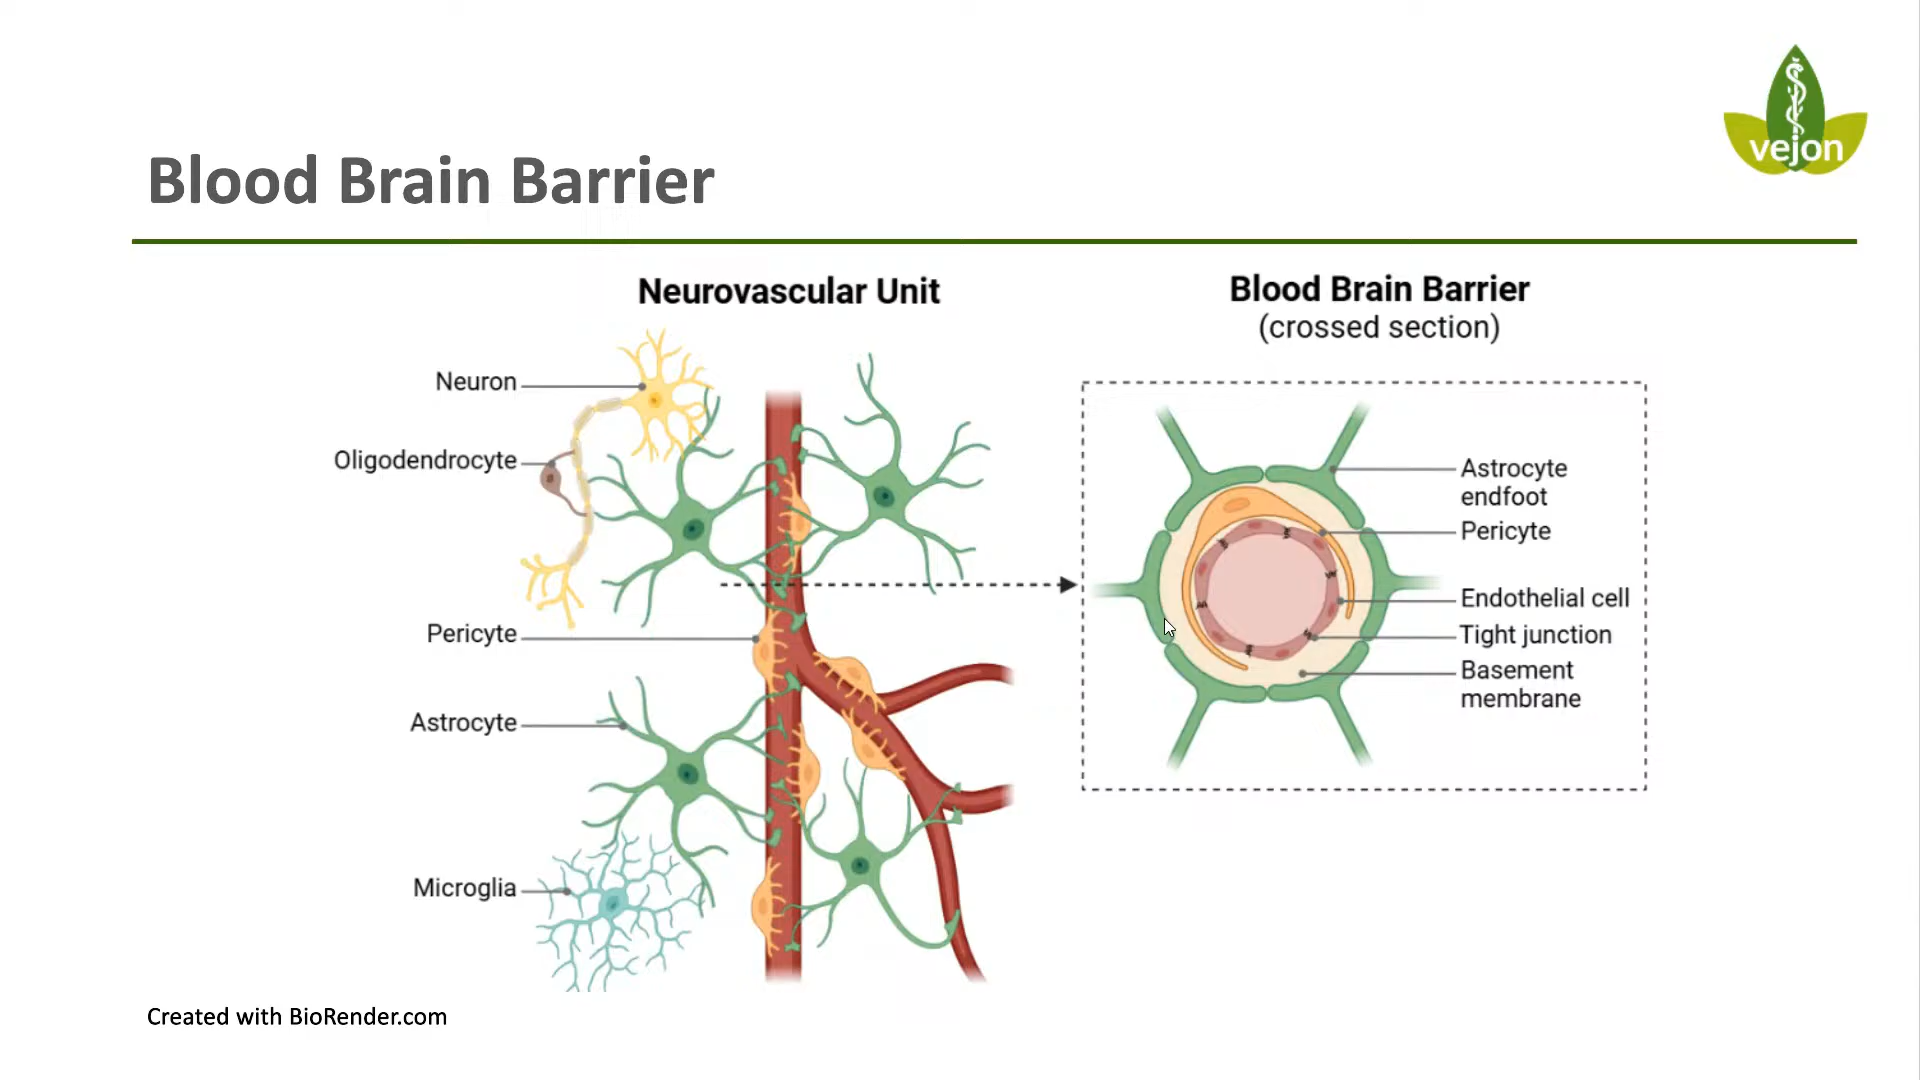 vejon
Blood Brain Barrier
Neurovascular Unit
Neuron
Oligodendrocyte
Pericyte
Astrocyte
Microglia
Blood Brain Barrier
(crossed section)
Astrocyte
endfoot
Pericyte
Endothelial cell
Tight junction
Basement
membrane
Created with BioRender.com